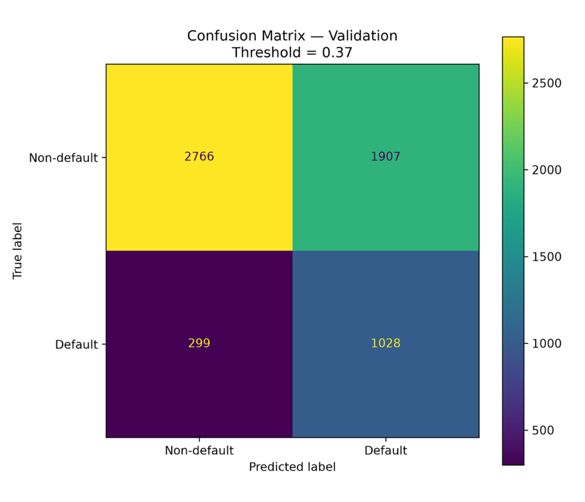 Confusion Matrix — Validation
Threshold = 0.37
True label
Non-default
2766
1907
Default
299
1028
Non-default
Default
Predicted label
2500
2000
1500
1000
500